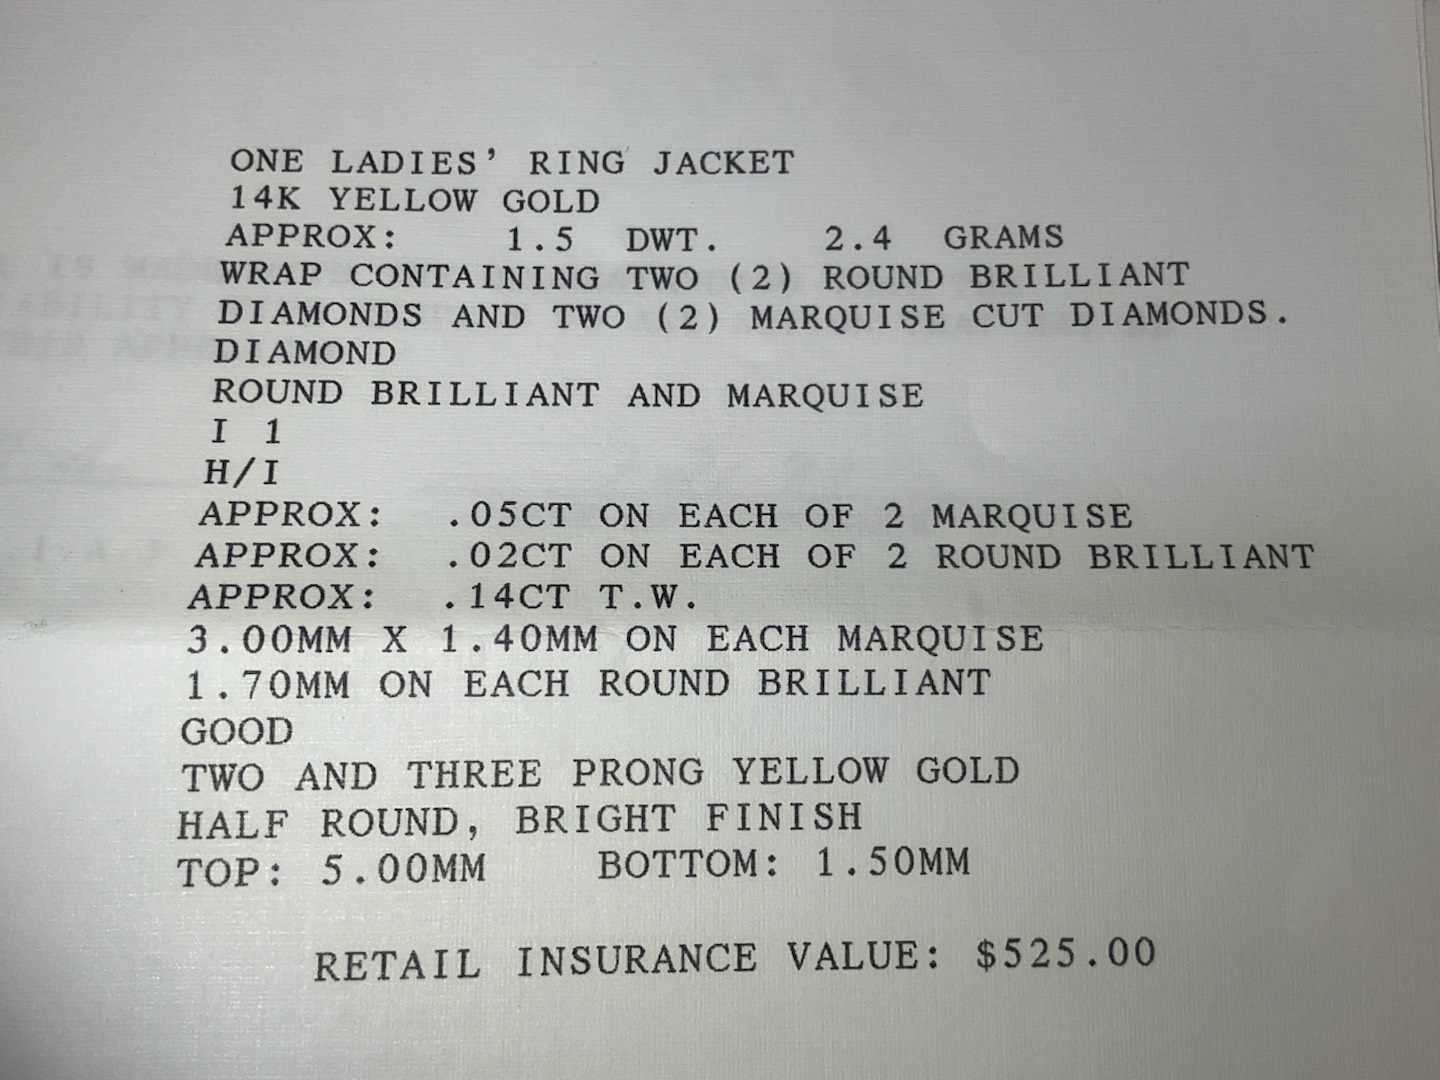 ONE LADIES' RING JACKET
14K YELLOW GOLD
APPROX: 1.5 DWT. 2.4 GRAMS
WRAP CONTAINING TWO (2) ROUND BRILLIANT
DIAMONDS AND TWO (2) MARQUISE CUT DIAMONDS.
DIAMOND
ROUND BRILLIANT AND MARQUISE
I 1
H/I
APPROX: .05CT ON EACH OF 2 MARQUISE
APPROX: .02CT ON EACH OF 2 ROUND BRILLIANT
APPROX: .14CT T.W.
3.00MM X 1.40MM ON EACH MARQUISE
1.70MM ON EACH ROUND BRILLIANT
GOOD
TWO AND THREE PRONG YELLOW GOLD
HALF ROUND, BRIGHT FINISH
TOP: 5.00MM BOTTOM: 1.50MM
RETAIL INSURANCE VALUE: $525.00